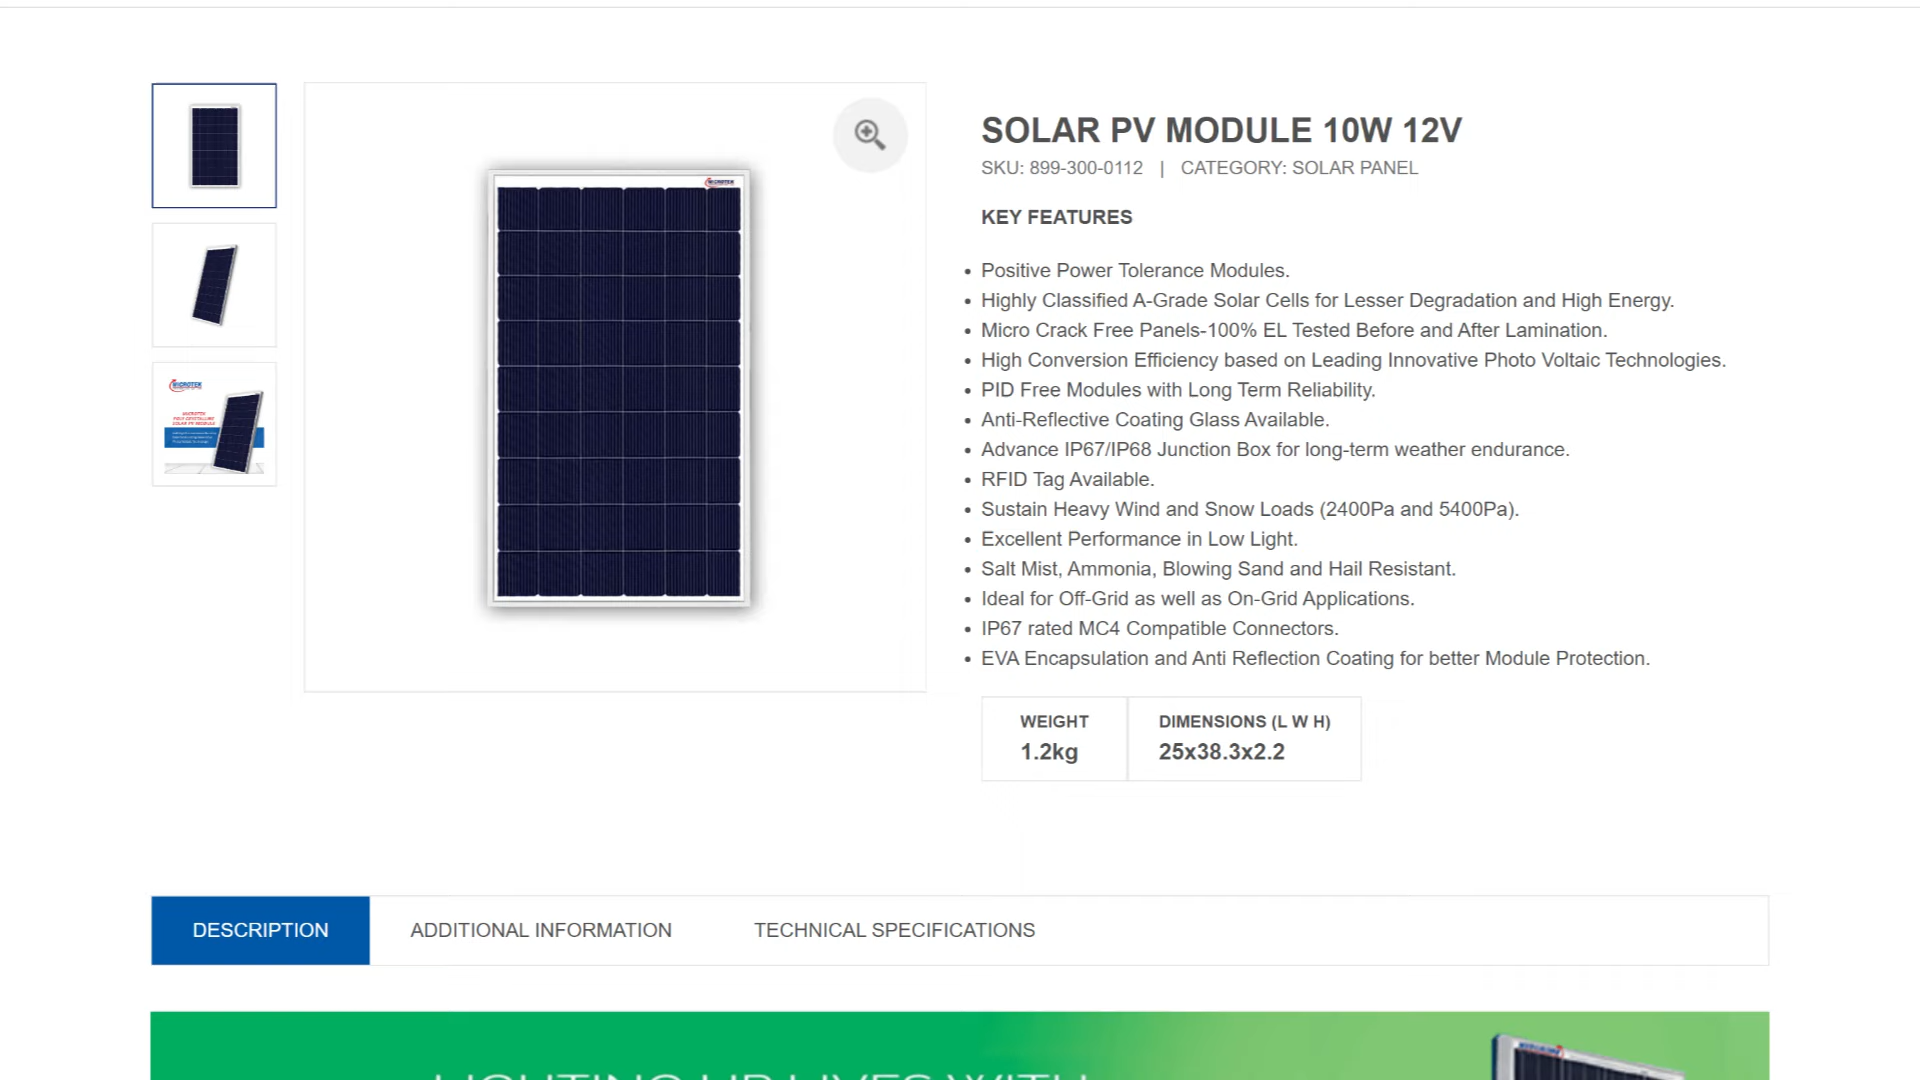 MICROTEK
SOLAR PV MODULE 10W 12V
SKU: 899-300-0112 | CATEGORY: SOLAR PANEL
KEY FEATURES
Positive Power Tolerance Modules.
Highly Classified A-Grade Solar Cells for Lesser Degradation and High Energy.
Micro Crack Free Panels-100% EL Tested Before and After Lamination.
High Conversion Efficiency based on Leading Innovative Photo Voltaic Technologies.
PID Free Modules with Long Term Reliability.
Anti-Reflective Coating Glass Available.
Advance IP67/IP68 Junction Box for long-term weather endurance.
RFID Tag Available.
Sustain Heavy Wind and Snow Loads (2400Pa and 5400Pa).
Excellent Performance in Low Light.
Salt Mist, Ammonia, Blowing Sand and Hail Resistant.
Ideal for Off-Grid as well as On-Grid Applications.
IP67 rated MC4 Compatible Connectors.
EVA Encapsulation and Anti Reflection Coating for better Module Protection.
WEIGHT
1.2kg
DIMENSIONS (L W H)
25x38.3x2.2
MICROTEK
DESCRIPTION
ADDITIONAL INFORMATION
TECHNICAL SPECIFICATIONS
LIGHTING UP LIVES WITH